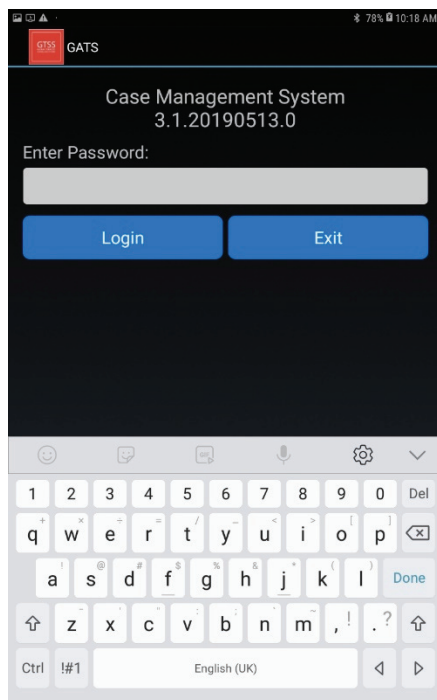 78% 10:18 AM
GTSS
GATS
Case Management System
3.1.20190513.0
Enter Password:
Login Exit
1 2 3 4 5 6 7 8 9 0 Del
+ × ÷ = / _ < > [ ]
q w e r t y u i o p
! @ # $ % & * ( )
a s d f g h j k l Done
z x c v b n m , ! . ?
Ctrl !#1 English (UK)